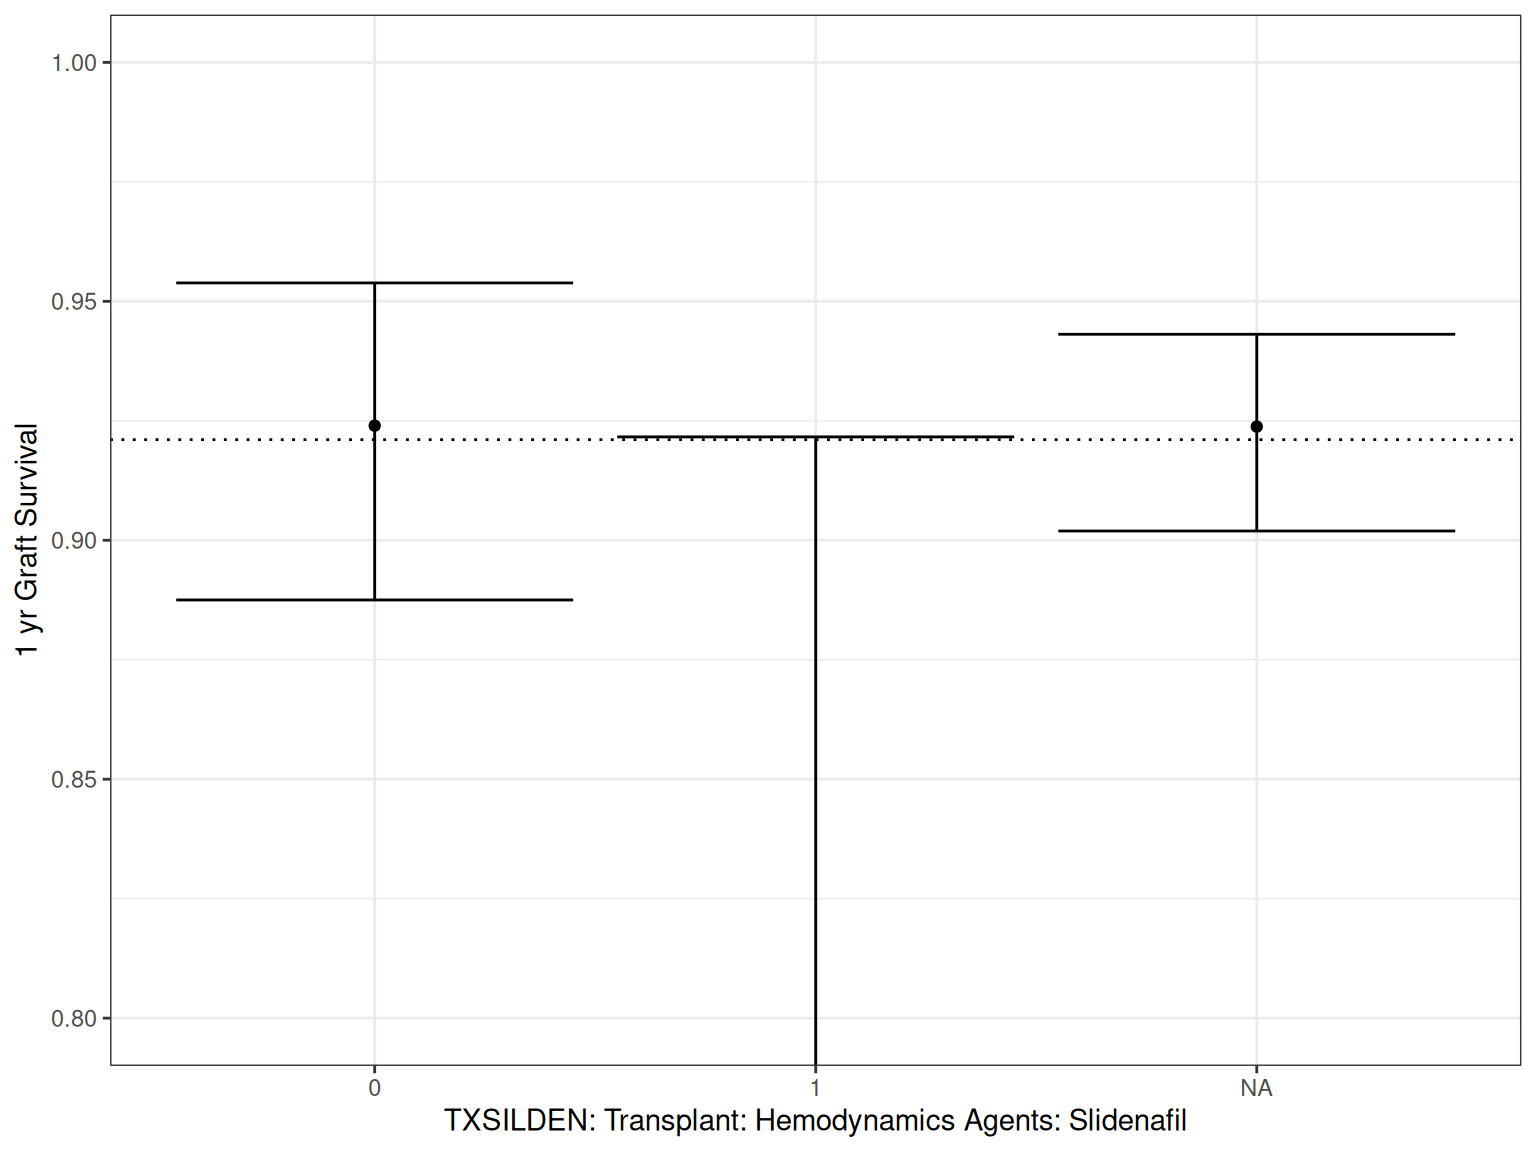 1.00
0.95
0.90
0.85
0.80
1 yr Graft Survival
0 1 NA
TXSILDEN: Transplant: Hemodynamics Agents: Slidenafil